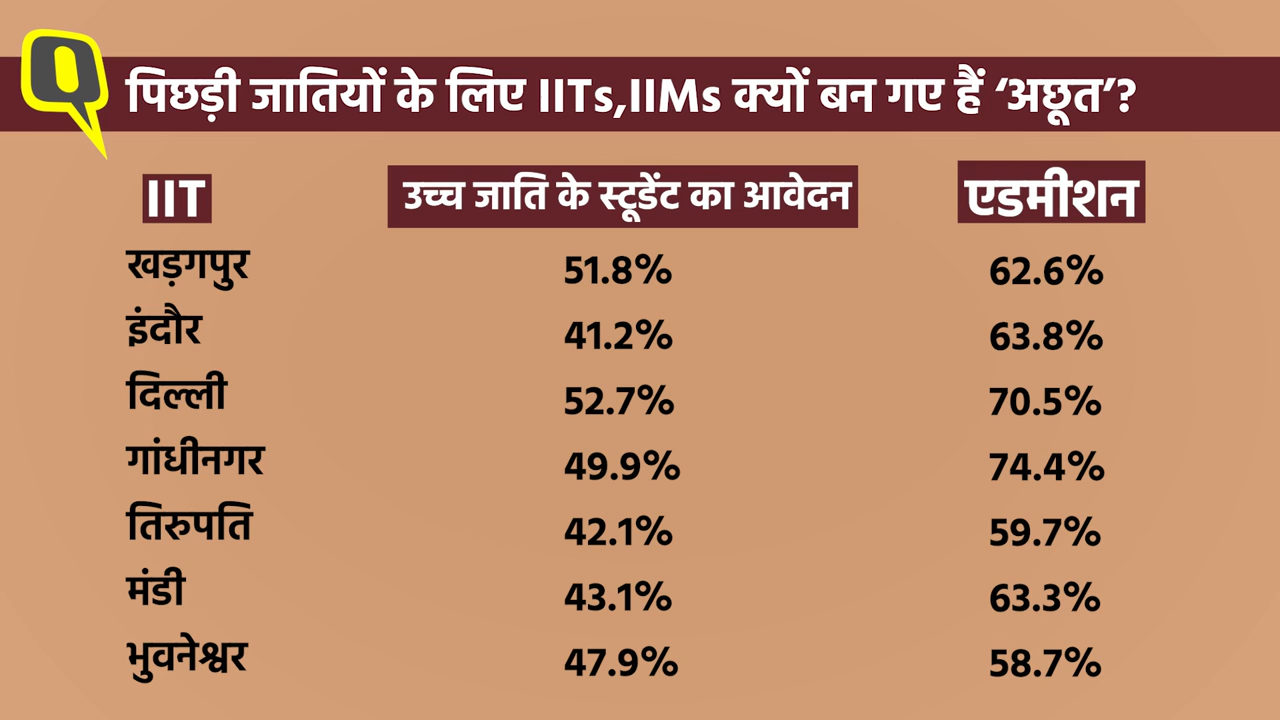 पिछड़ी जातियों के लिए IITs,IIMs क्यों बन गए हैं ‘अछूत’?
IIT उच्च जाति के स्टूडेंट का आवेदन एडमीशन
खड़गपुर 51.8% 62.6%
इंदौर 41.2% 63.8%
दिल्ली 52.7% 70.5%
गांधीनगर 49.9% 74.4%
तिरुपति 42.1% 59.7%
मंडी 43.1% 63.3%
भुवनेश्वर 47.9% 58.7%